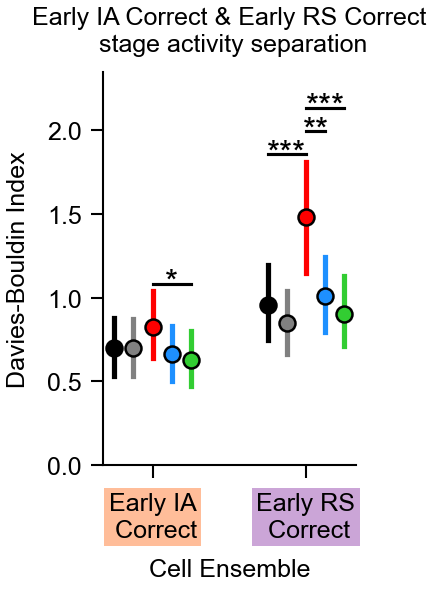 Early IA Correct & Early RS Correct
stage activity separation
Davies-Bouldin Index
2.0
1.5
1.0
0.5
0.0
***
**
***
*
Early IA
Correct
Early RS
Correct
Cell Ensemble